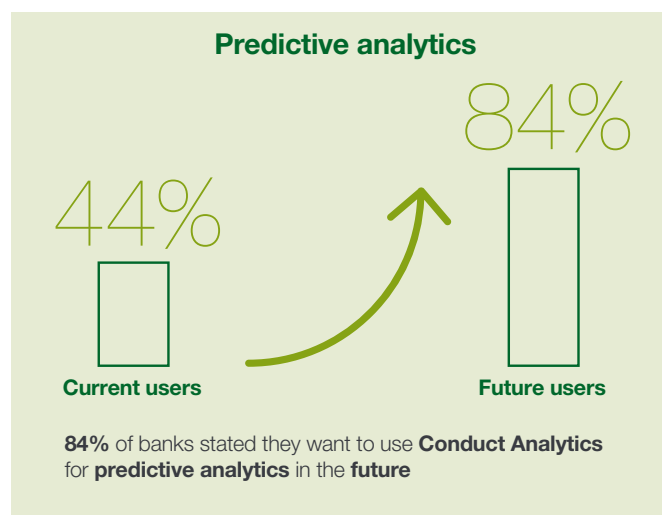 Predictive analytics
84%
44%
Current users
Future users
84% of banks stated they want to use Conduct Analytics
for predictive analytics in the future